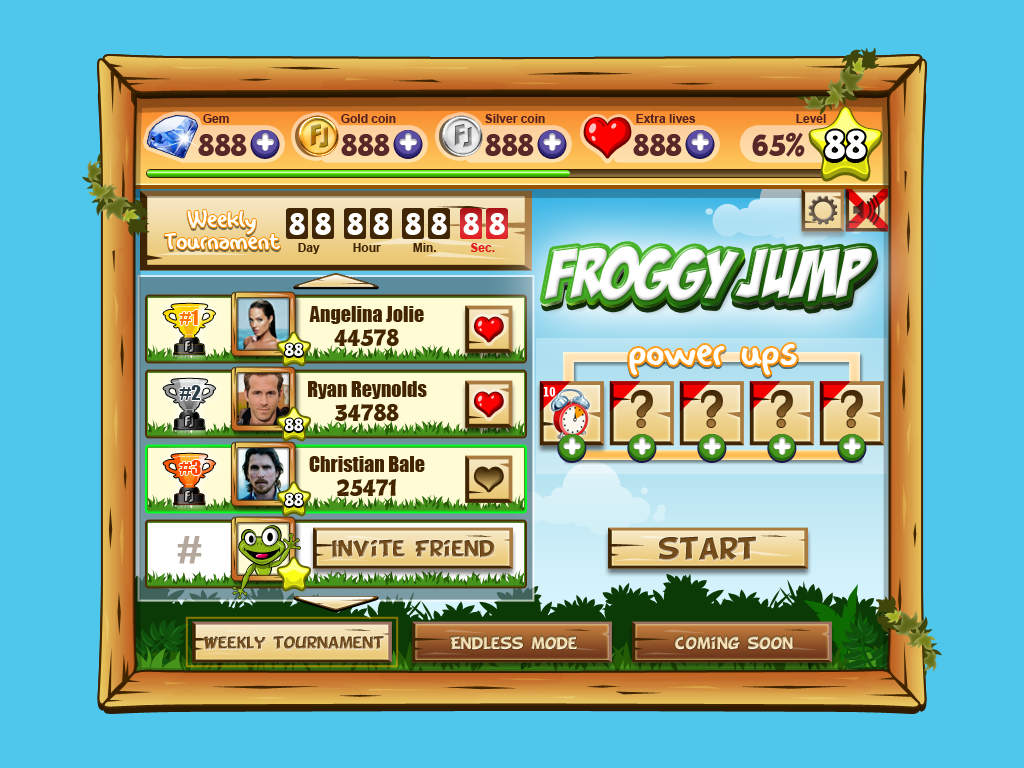 Gem
888
Gold coin
888
Silver coin
888
Extra lives
888
Level
65%
88
Weekly
Tournament
88 88 88 88
Day Hour Min. Sec.
FROGGY JUMP
#1
88
Angelina Jolie
44578
#2
88
Ryan Reynolds
34788
#3
88
Christian Bale
25471
#
INVITE FRIEND
power ups
10
? ? ? ?
START
WEEKLY TOURNAMENT
ENDLESS MODE
COMING SOON